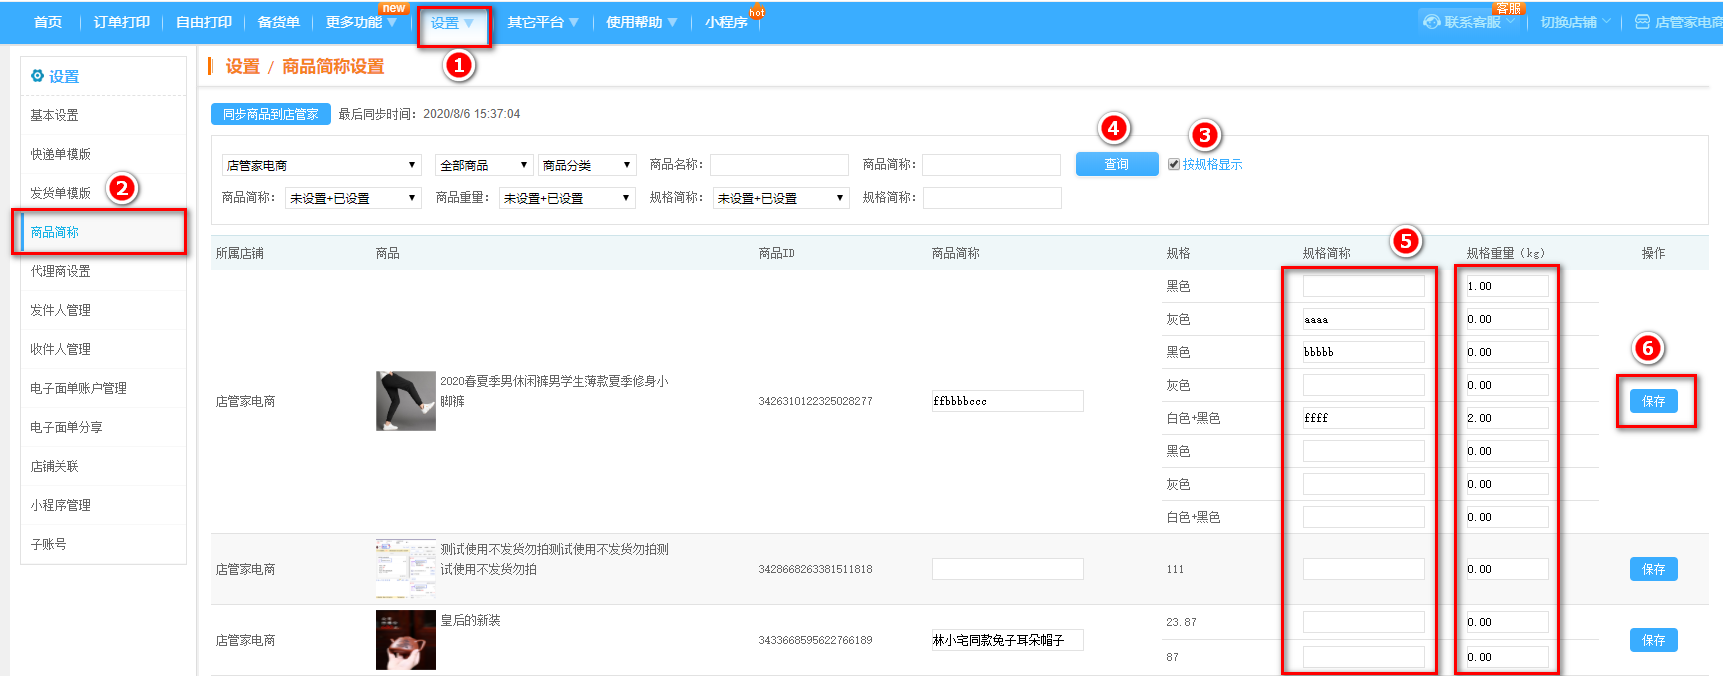 首页 订单打印 自由打印 备货单 更多功能 new 设置 其它平台 使用帮助 小程序 hot 联系客服 客服 切换店铺 店管家电商
1
设置
设置 / 商品简称设置
基本设置
快递单模版
发货单模版
2
商品简称
代理商设置
发件人管理
收件人管理
电子面单账户管理
电子面单分享
店铺关联
小程序管理
子账号
同步商品到店管家 最后同步时间：2020/8/6 15:37:04
4 3
店管家电商 全部商品 商品分类 商品名称： 商品简称： 查询 按规格显示
商品简称： 未设置+已设置 商品重量： 未设置+已设置 规格简称： 未设置+已设置 规格简称：
5
所属店铺 商品 商品ID 商品简称 规格 规格简称 规格重量（kg） 操作
黑色 1.00
灰色 aaaa 0.00
黑色 bbbbb 0.00
6
店管家电商
2020春夏季男休闲裤男学生薄款夏季修身小
脚裤
3426310122325028277 ffbbbbccc
灰色 0.00
保存
白色+黑色 ffff 2.00
黑色 0.00
灰色 0.00
白色+黑色 0.00
店管家电商
测试使用不发货勿拍测试使用不发货勿拍测
试使用不发货勿拍
3428668263381511818 111 0.00 保存
店管家电商
皇后的新装
3433668595622766189 林小宅同款兔子耳朵帽子
23.87 0.00
保存
87 0.00